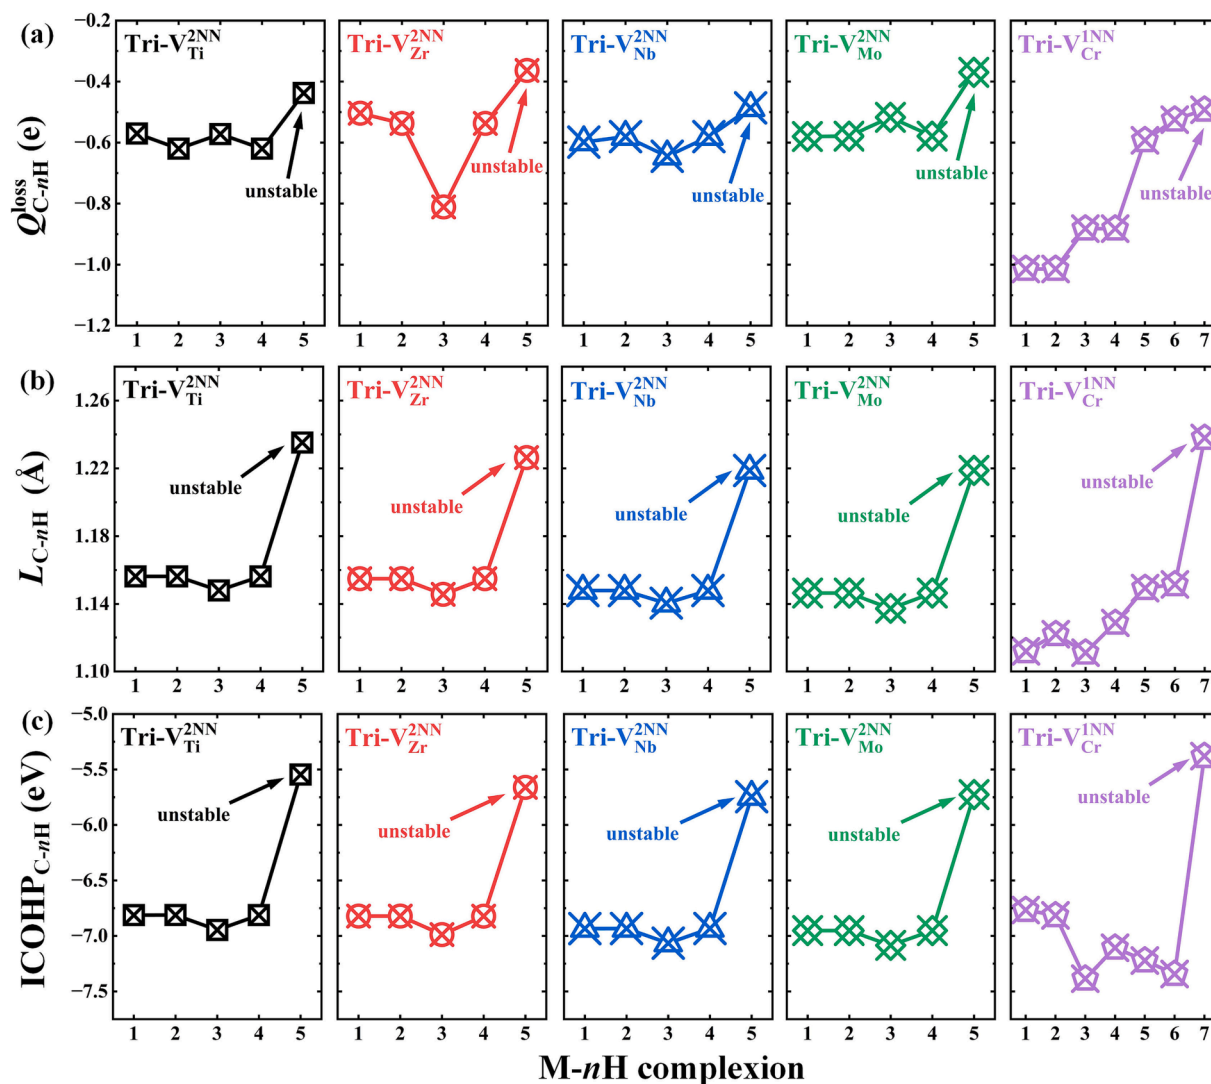 (a)
Q^loss_C-nH (e)
−0.2
−0.4
−0.6
−0.8
−1.0
−1.2
Tri-V^2NN_Ti
unstable
1 2 3 4 5
Tri-V^2NN_Zr
unstable
1 2 3 4 5
Tri-V^2NN_Nb
unstable
1 2 3 4 5
Tri-V^2NN_Mo
unstable
1 2 3 4 5
Tri-V^1NN_Cr
unstable
1 2 3 4 5 6 7
(b)
L_C-nH (Å)
1.26
1.22
1.18
1.14
1.10
Tri-V^2NN_Ti
unstable
1 2 3 4 5
Tri-V^2NN_Zr
unstable
1 2 3 4 5
Tri-V^2NN_Nb
unstable
1 2 3 4 5
Tri-V^2NN_Mo
unstable
1 2 3 4 5
Tri-V^1NN_Cr
unstable
1 2 3 4 5 6 7
(c)
ICOHP_C-nH (eV)
−5.0
−5.5
−6.0
−6.5
−7.0
−7.5
Tri-V^2NN_Ti
unstable
1 2 3 4 5
Tri-V^2NN_Zr
unstable
1 2 3 4 5
Tri-V^2NN_Nb
unstable
1 2 3 4 5
Tri-V^2NN_Mo
unstable
1 2 3 4 5
Tri-V^1NN_Cr
unstable
1 2 3 4 5 6 7
M-nH complexion